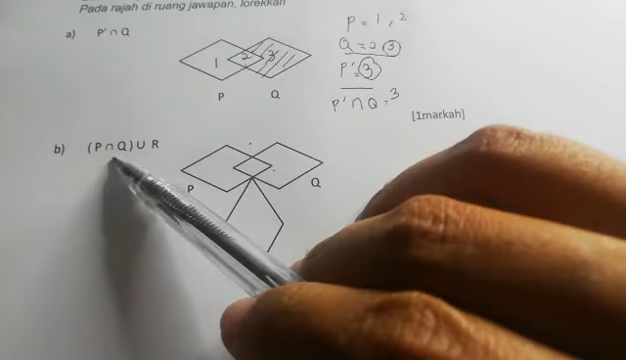 Pada rajah di ruang jawapan, lorekkan
a) P' ∩ Q
P = 1, 2
Q = 2 3
P' = 3
P' ∩ Q = 3
1 2 3
P Q
[1markah]
b) (P ∩ Q) ∪ R
P Q